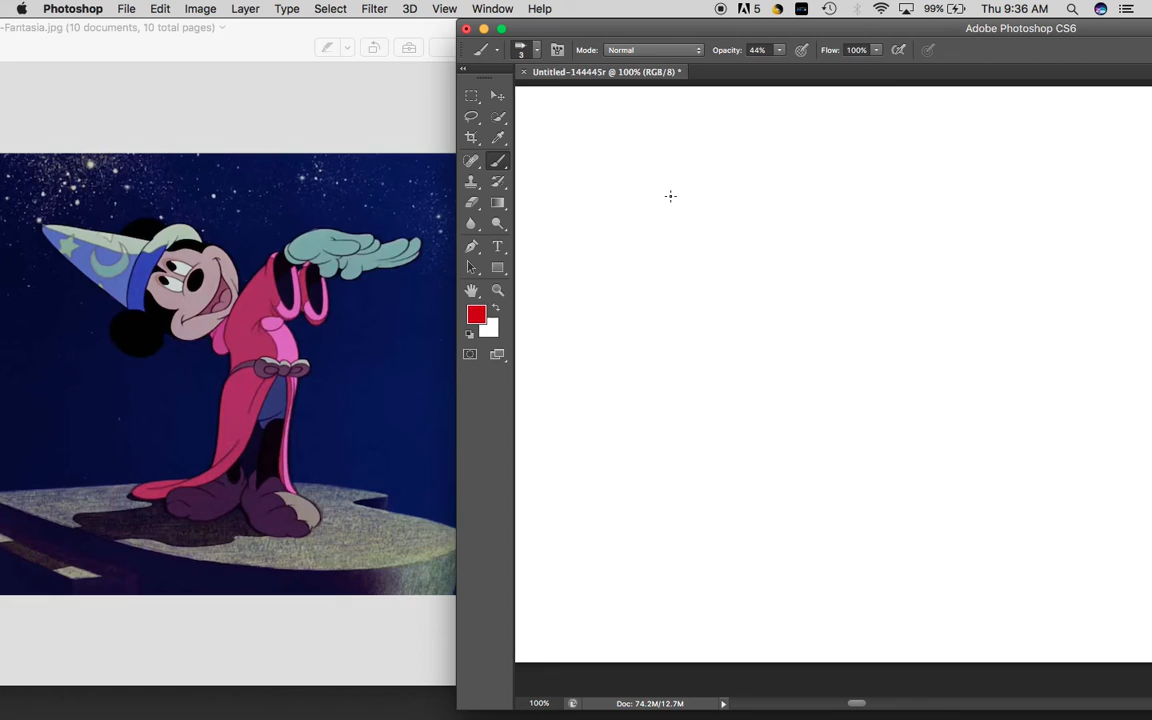 Photoshop File Edit Image Layer Type Select Filter 3D View Window Help 5 99% Thu 9:36 AM
-Fantasia.jpg (10 documents, 10 total pages)
Adobe Photoshop CS6
3 Mode: Normal Opacity: 44% Flow: 100%
Untitled-144445r @ 100% (RGB/8) *
T
100% Doc: 74.2M/12.7M